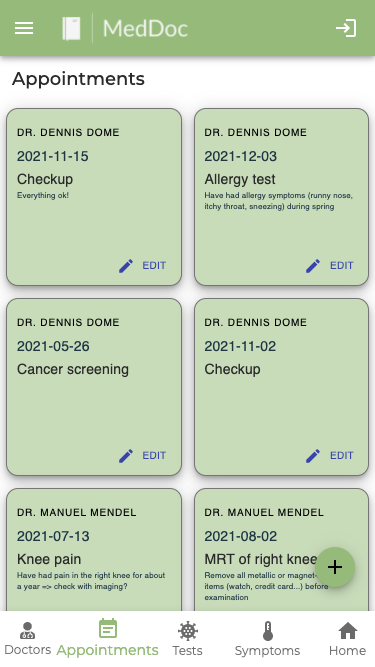 MedDoc
Appointments
DR. DENNIS DOME
2021-11-15
Checkup
Everything ok!
EDIT
DR. DENNIS DOME
2021-12-03
Allergy test
Have had allergy symptoms (runny nose,
itchy throat, sneezing) during spring
EDIT
DR. DENNIS DOME
2021-05-26
Cancer screening
EDIT
DR. DENNIS DOME
2021-11-02
Checkup
EDIT
DR. MANUEL MENDEL
2021-07-13
Knee pain
Have had pain in the right knee for about
a year => check with imaging?
DR. MANUEL MENDEL
2021-08-02
MRT of right knee
Remove all metallic or magnet-
items (watch, credit card...) before
examination
Doctors
Appointments
Tests
Symptoms
Home